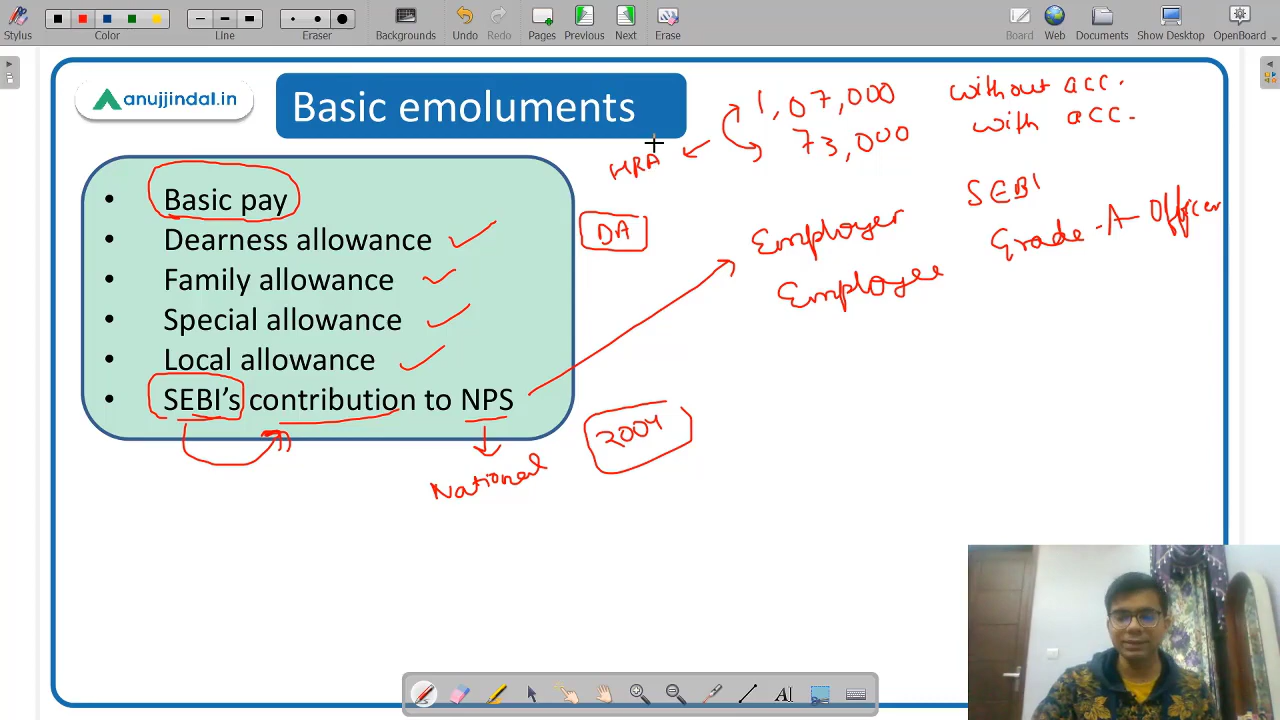 Stylus
Color
Line
Eraser
Backgrounds
Undo
Redo
Pages
Previous
Next
Erase
Board
Web
Documents
Show Desktop
OpenBoard
anujjindal.in
Basic emoluments
1,07,000
without acc.
73,000
with acc.
HRA
• Basic pay
• Dearness allowance
• Family allowance
• Special allowance
• Local allowance
• SEBI's contribution to NPS
DA
Employer
Employee
SEBI
Grade-A Officer
2004
National